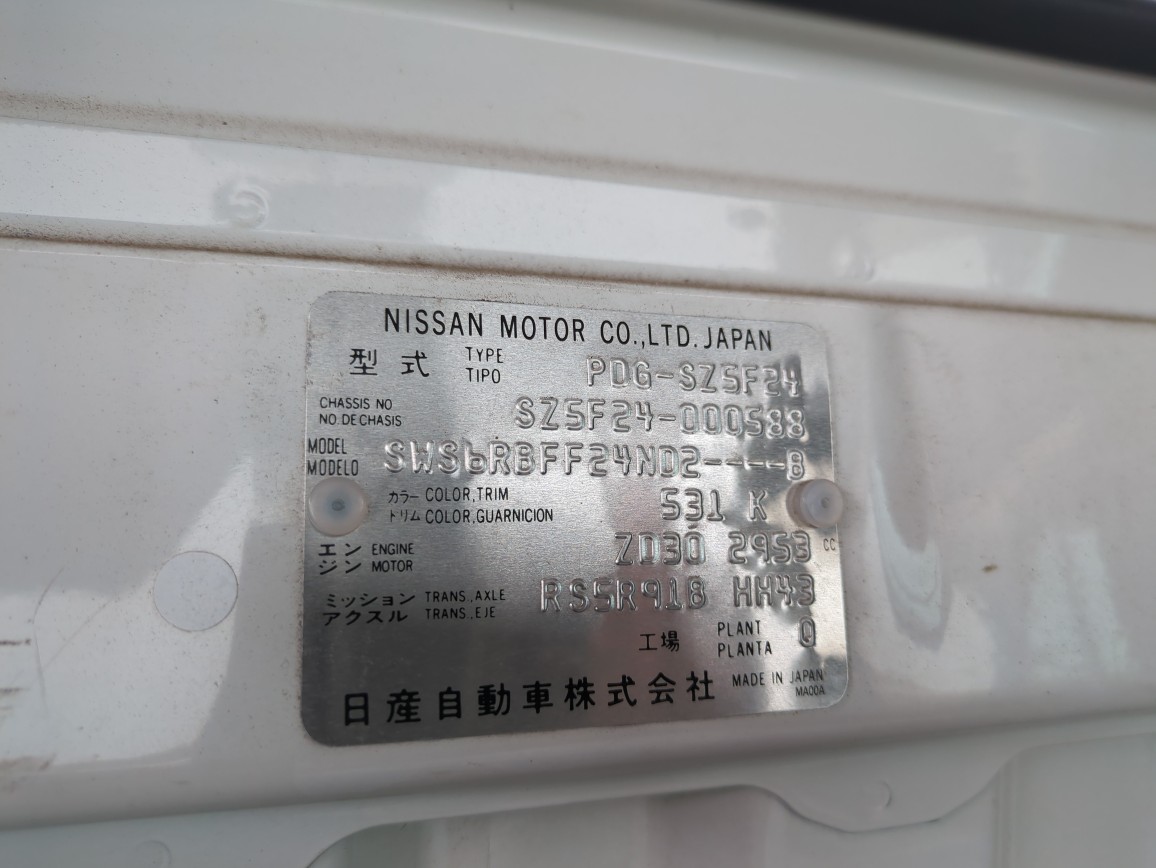 NISSAN MOTOR CO.,LTD. JAPAN
型式 TYPE TIPO PDG-SZ5F24
CHASSIS NO NO.DE CHASIS SZ5F24-000588
MODEL MODELO SWS6RBFF24ND2----B
カラー COLOR,TRIM
トリム COLOR,GUARNICION 531 K
エンジン ENGINE MOTOR ZD30 2953 CC
ミッション TRANS.,AXLE
アクスル TRANS.,EJE RS5R91B HH43
工場 PLANT PLANTA 0
日産自動車株式会社 MADE IN JAPAN
MA00A